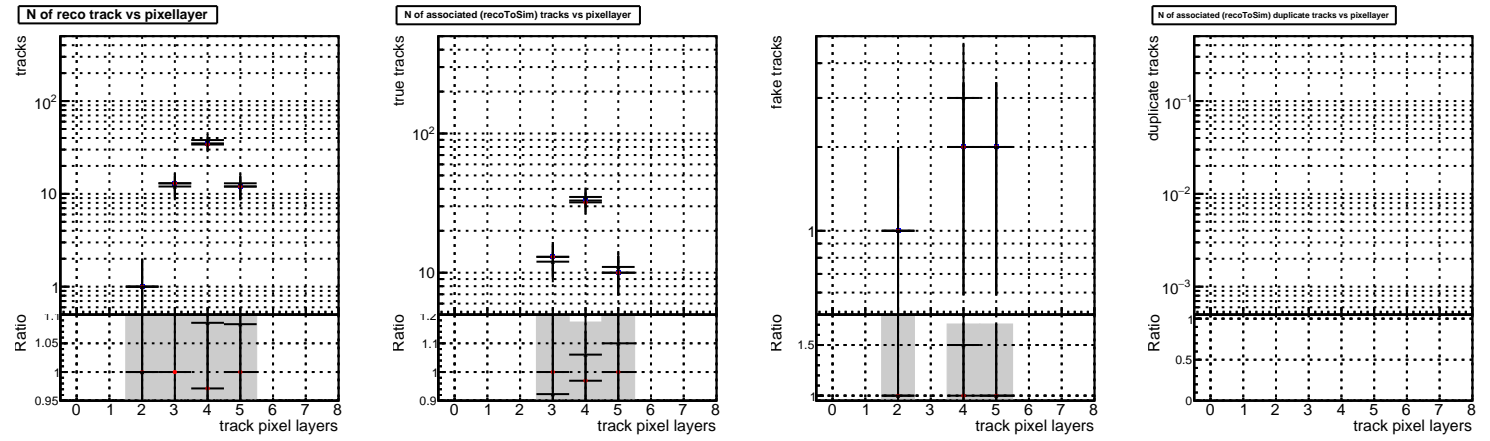 N of reco track vs pixellayer
tracks
10²
10
1
Ratio
1.1
1.05
1
0.95
0 1 2 3 4 5 6 7 8
track pixel layers
N of associated (recoToSim) tracks vs pixellayer
true tracks
10²
10
Ratio
1.2
1.1
1
0.9
0 1 2 3 4 5 6 7 8
track pixel layers
fake tracks
1
Ratio
1.5
1
0 1 2 3 4 5 6 7 8
track pixel layers
N of associated (recoToSim) duplicate tracks vs pixellayer
duplicate tracks
10⁻¹
10⁻²
10⁻³
Ratio
1
0.5
0
0 1 2 3 4 5 6 7 8
track pixel layers